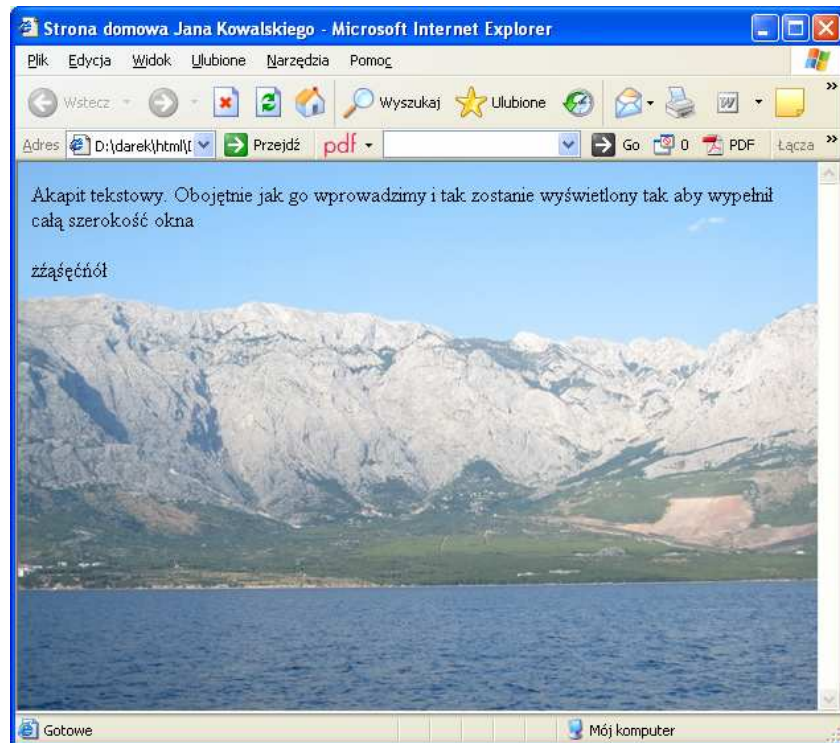 Strona domowa Jana Kowalskiego - Microsoft Internet Explorer
Plik Edycja Widok Ulubione Narzędzia Pomoc
Wstecz Wyszukaj Ulubione W »
Adres D:\darek\html\[ Przejdź pdf Go 0 PDF Łącza »
Akapit tekstowy. Obojętnie jak go wprowadzimy i tak zostanie wyświetlony tak aby wypełnił
całą szerokość okna
żźąśęćńół
Gotowe Mój komputer